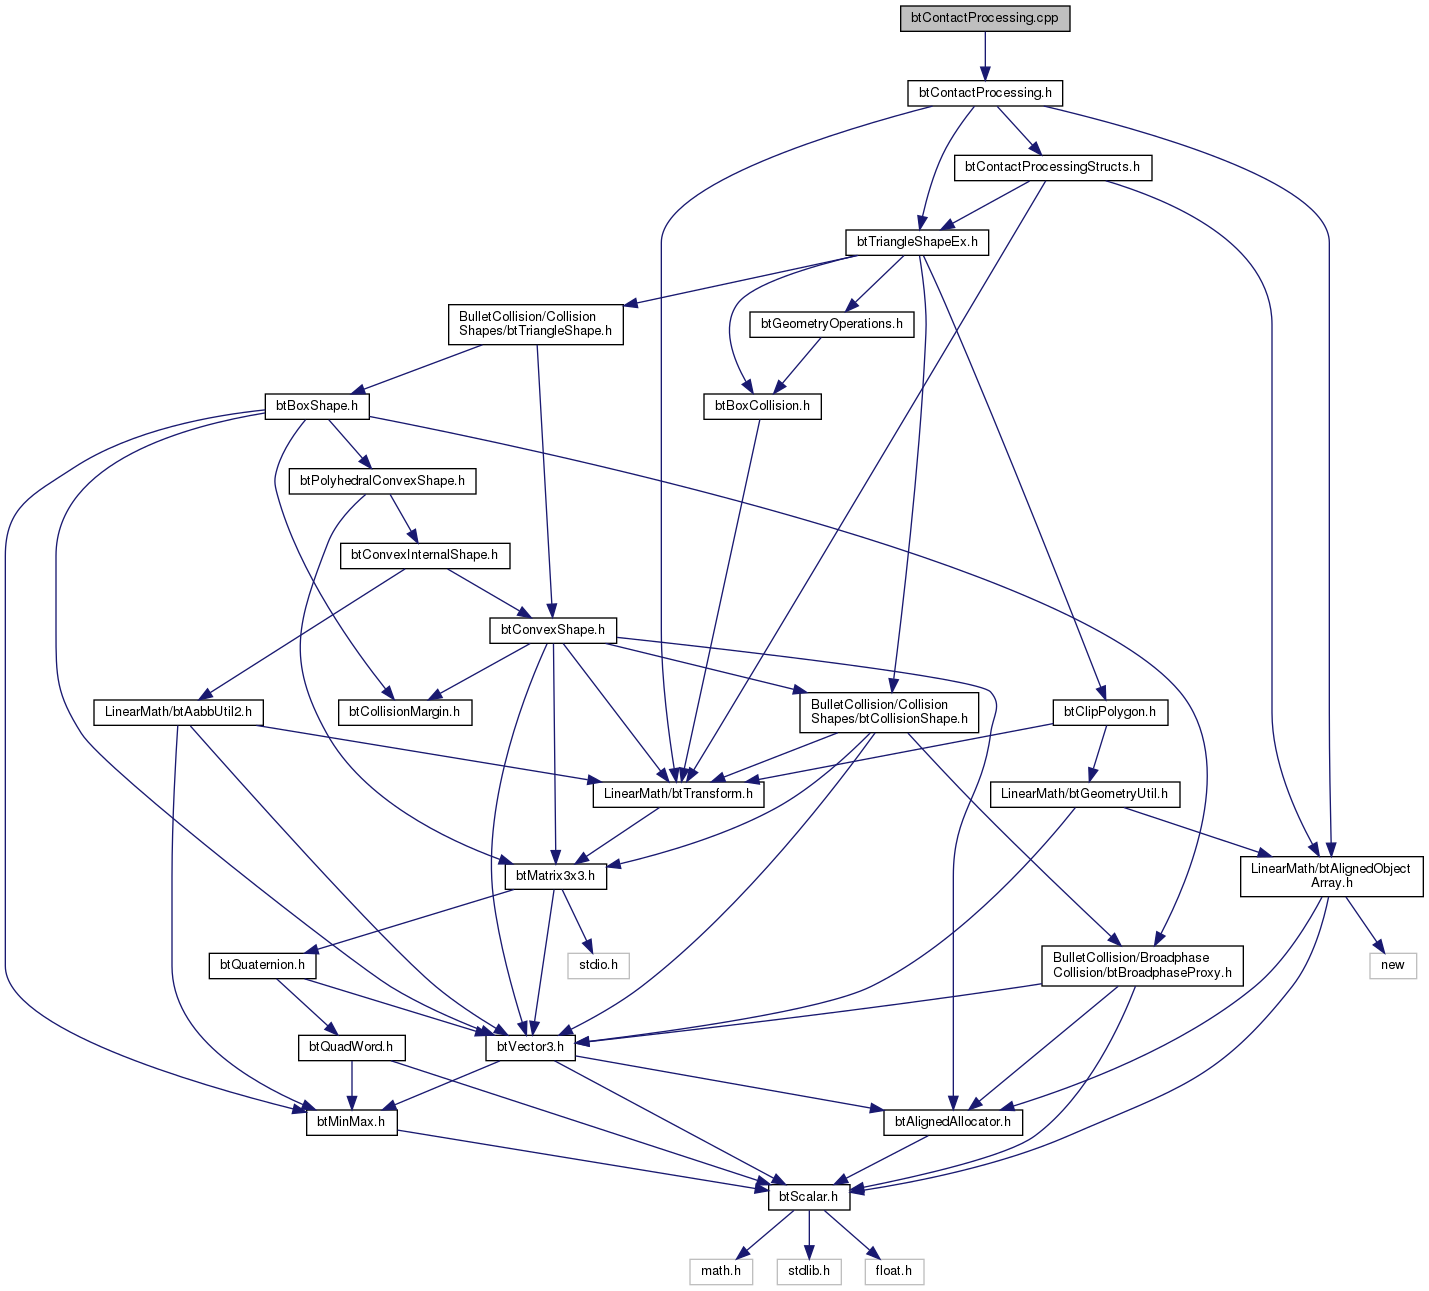 btContactProcessing.cpp
btContactProcessing.h
btContactProcessingStructs.h
btTriangleShapeEx.h
BulletCollision/Collision
Shapes/btTriangleShape.h
btGeometryOperations.h
btBoxShape.h
btBoxCollision.h
btPolyhedralConvexShape.h
btConvexInternalShape.h
btConvexShape.h
LinearMath/btAabbUtil2.h
btCollisionMargin.h
BulletCollision/Collision
Shapes/btCollisionShape.h
btClipPolygon.h
LinearMath/btTransform.h
LinearMath/btGeometryUtil.h
btMatrix3x3.h
LinearMath/btAlignedObject
Array.h
btQuaternion.h
stdio.h
BulletCollision/Broadphase
Collision/btBroadphaseProxy.h
new
btQuadWord.h
btVector3.h
btMinMax.h
btAlignedAllocator.h
btScalar.h
math.h
stdlib.h
float.h